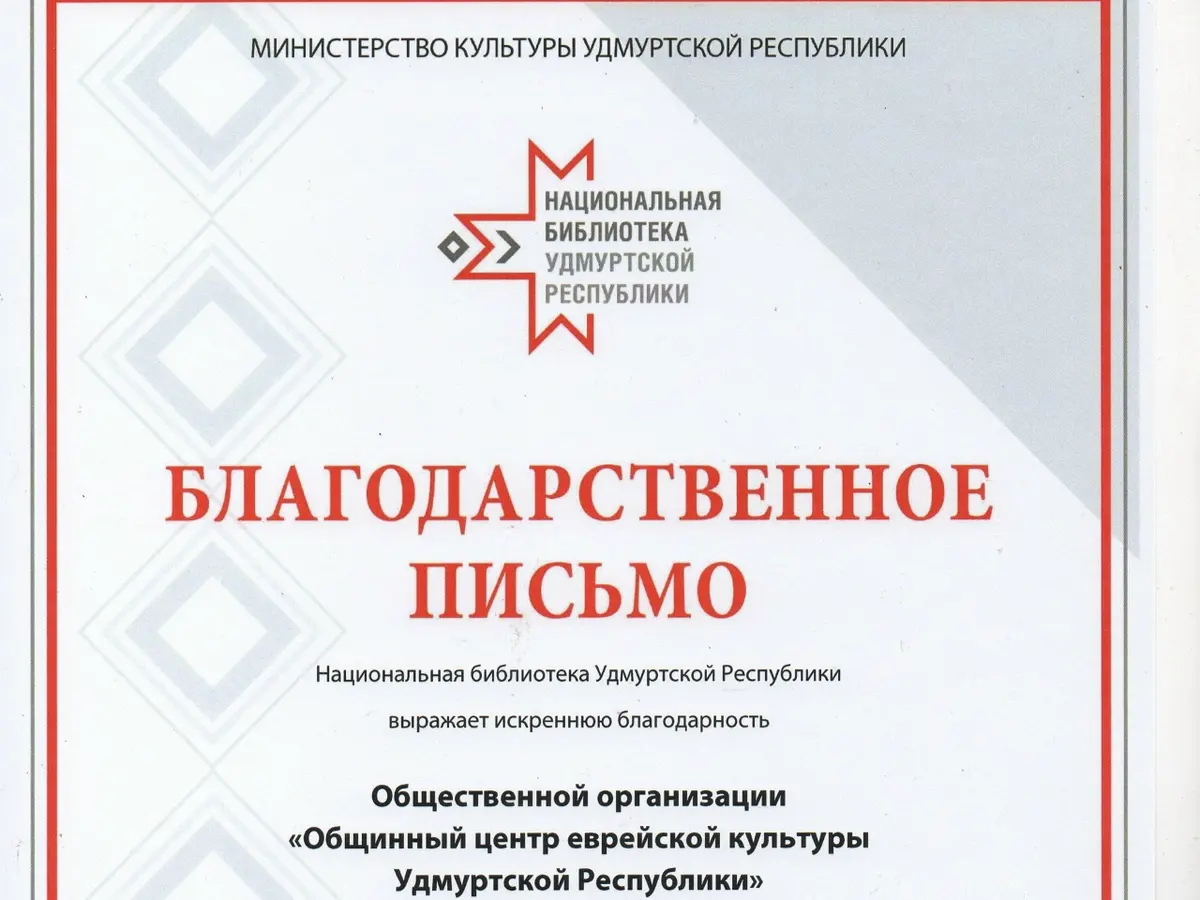 МИНИСТЕРСТВО КУЛЬТУРЫ УДМУРТСКОЙ РЕСПУБЛИКИ
НАЦИОНАЛЬНАЯ
БИБЛИОТЕКА
УДМУРТСКОЙ
РЕСПУБЛИКИ
БЛАГОДАРСТВЕННОЕ
ПИСЬМО
Национальная библиотека Удмуртской Республики
выражает искреннюю благодарность
Общественной организации
«Общинный центр еврейской культуры
Удмуртской Республики»